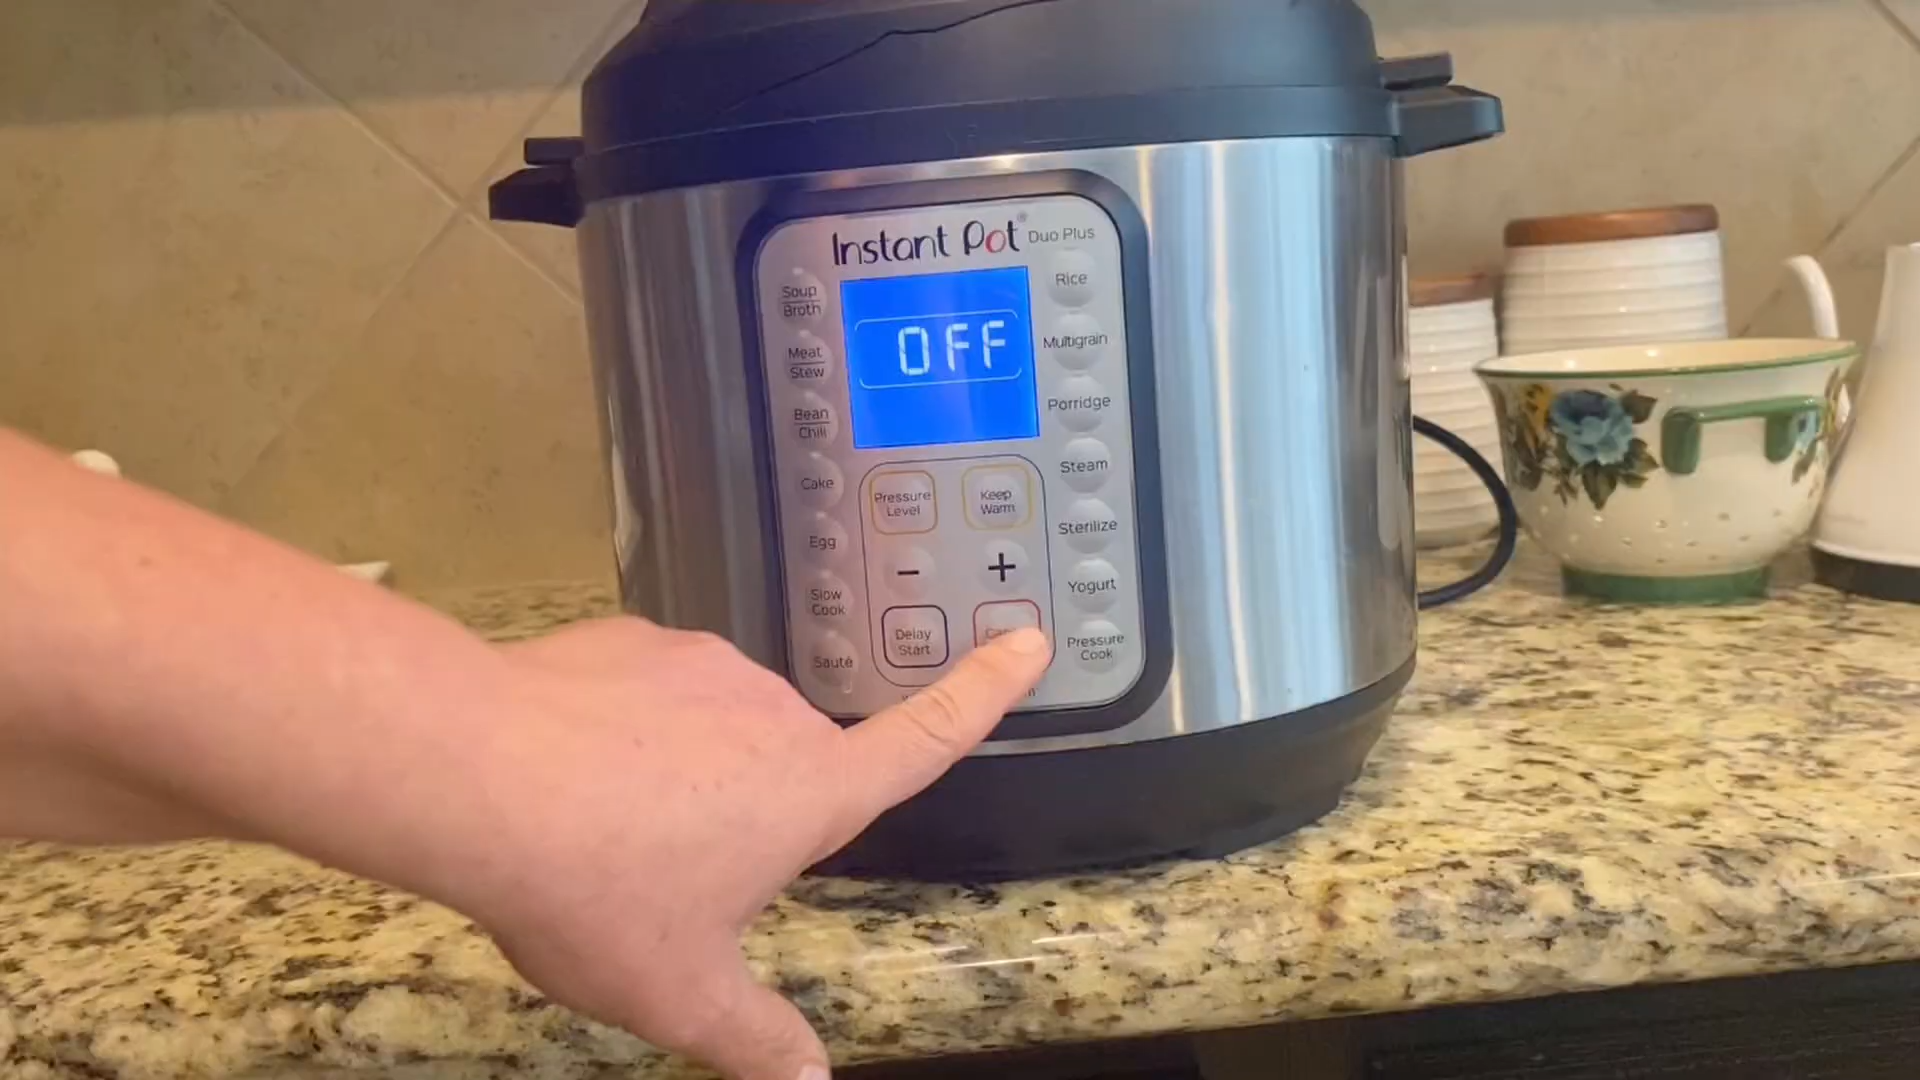 Instant Pot® Duo Plus
OFF
Soup
Broth
Meat
Stew
Bean
Chili
Cake
Egg
Slow
Cook
Sauté
Pressure
Level
Keep
Warm
-
+
Delay
Start
Rice
Multigrain
Porridge
Steam
Sterilize
Yogurt
Pressure
Cook